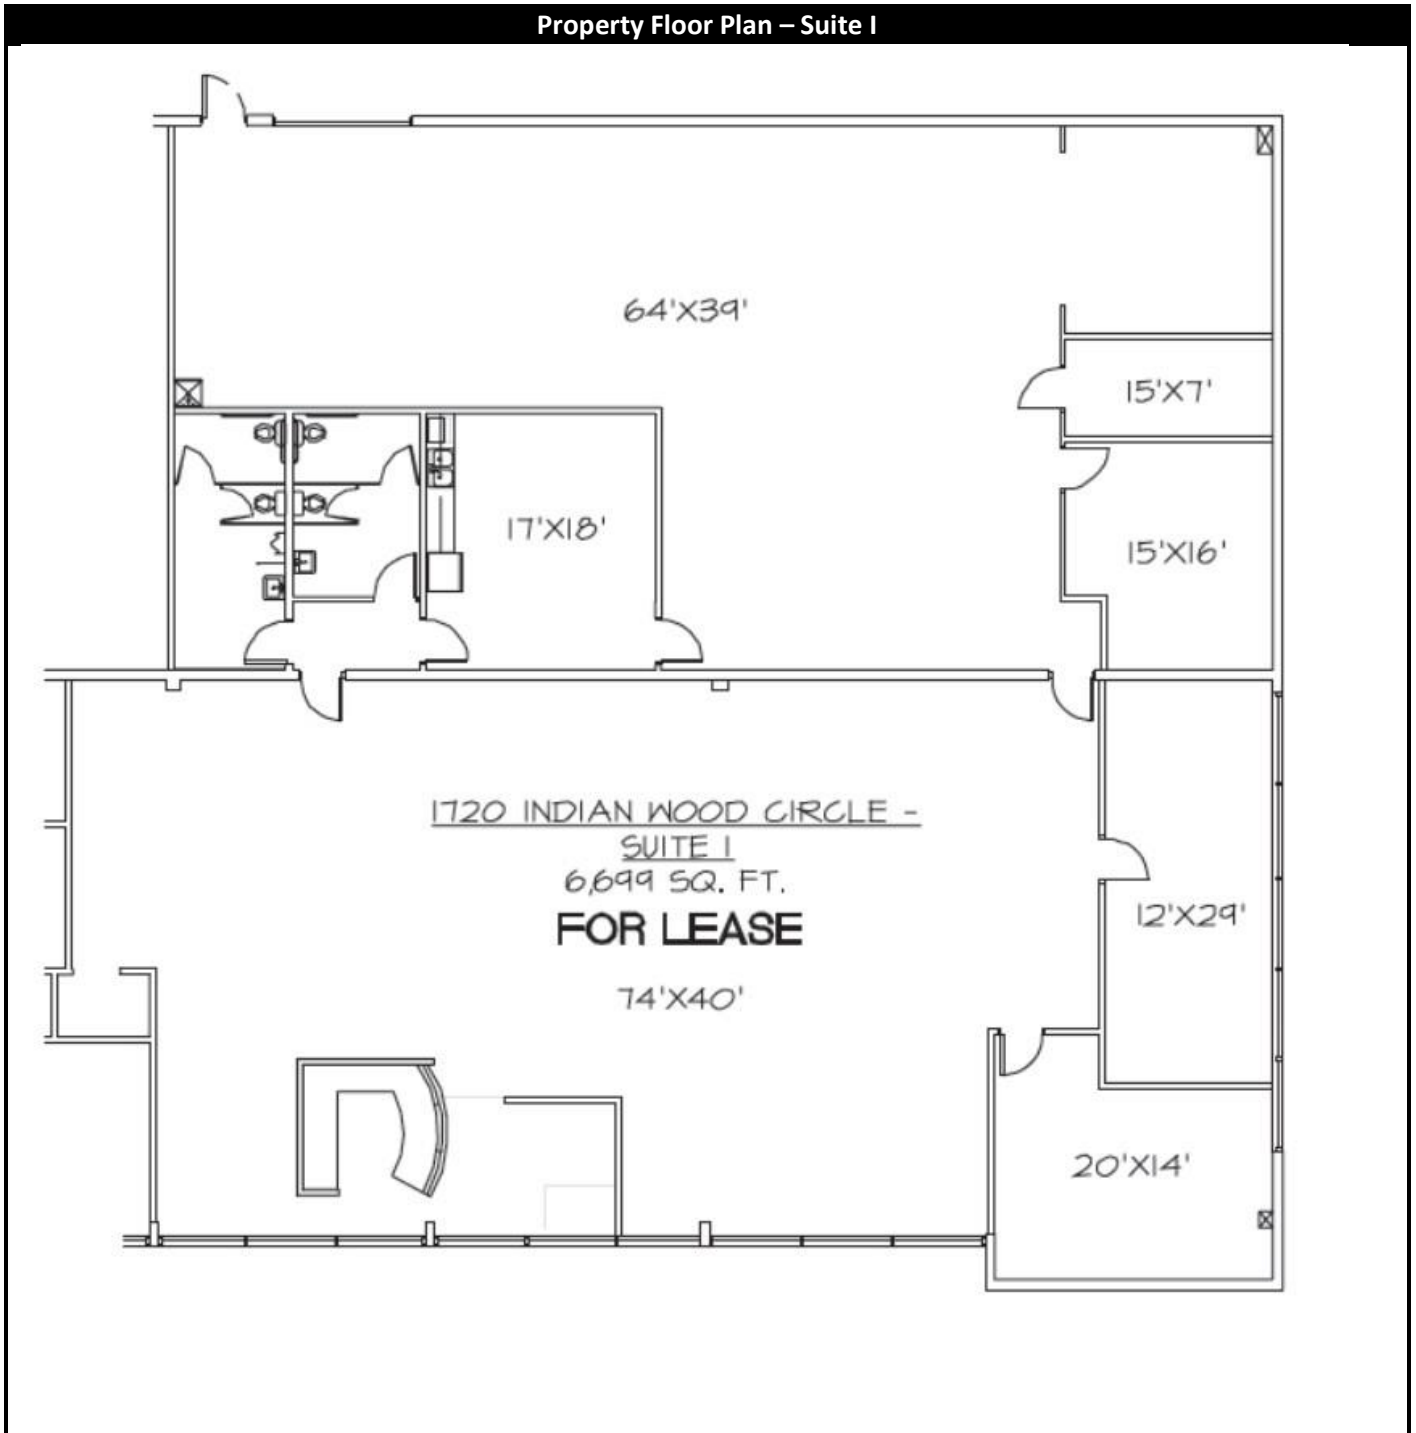 Property Floor Plan – Suite I
64'X39'
15'X7'
17'X18'
15'X16'
1720 INDIAN WOOD CIRCLE -
SUITE I
6,699 SQ. FT.
FOR LEASE
12'X29'
74'X40'
20'X14'